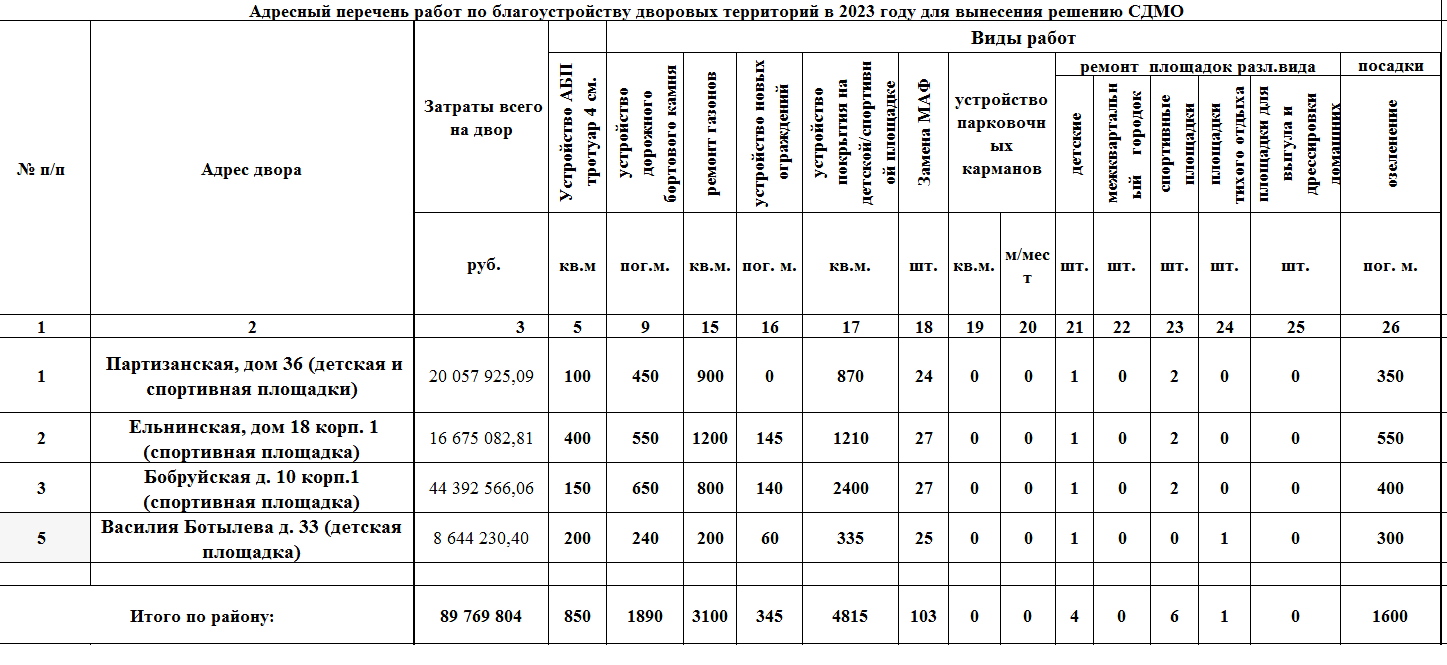 Адресный перечень работ по благоустройству дворовых территорий в 2023 году для вынесения решению СДМО
№ п/п
Адрес двора
Затраты всего
на двор
Виды работ
Устройство АБП
тротуар 4 см.
устройство
дорожного
бортового камня
ремонт газонов
устройство новых
ограждений
устройство
покрытия на
детской/спортивн
ой площадке
Замена МАФ
устройство
парковочн
ых
карманов
ремонт площадок разл.вида
посадки
детские
межквартальн
ый городок
спортивные
площадки
площадки
тихого отдыха
площадки для
выгула и
дрессировки
домашних
озеленение
руб. кв.м пог.м. кв.м. пог. м. кв.м. шт. кв.м. м/мес
т
шт. шт. шт. шт. шт. пог. м.
1 2 3 5 9 15 16 17 18 19 20 21 22 23 24 25 26
1 Партизанская, дом 36 (детская и
спортивная площадки)
20 057 925,09 100 450 900 0 870 24 0 0 1 0 2 0 0 350
2 Ельнинская, дом 18 корп. 1
(спортивная площадка)
16 675 082,81 400 550 1200 145 1210 27 0 0 1 0 2 0 0 550
3 Бобруйская д. 10 корп.1
(спортивная площадка)
44 392 566,06 150 650 800 140 2400 27 0 0 1 0 2 0 0 400
5 Василия Ботылева д. 33 (детская
площадка)
8 644 230,40 200 240 200 60 335 25 0 0 1 0 0 1 0 300
Итого по району: 89 769 804 850 1890 3100 345 4815 103 0 0 4 0 6 1 0 1600